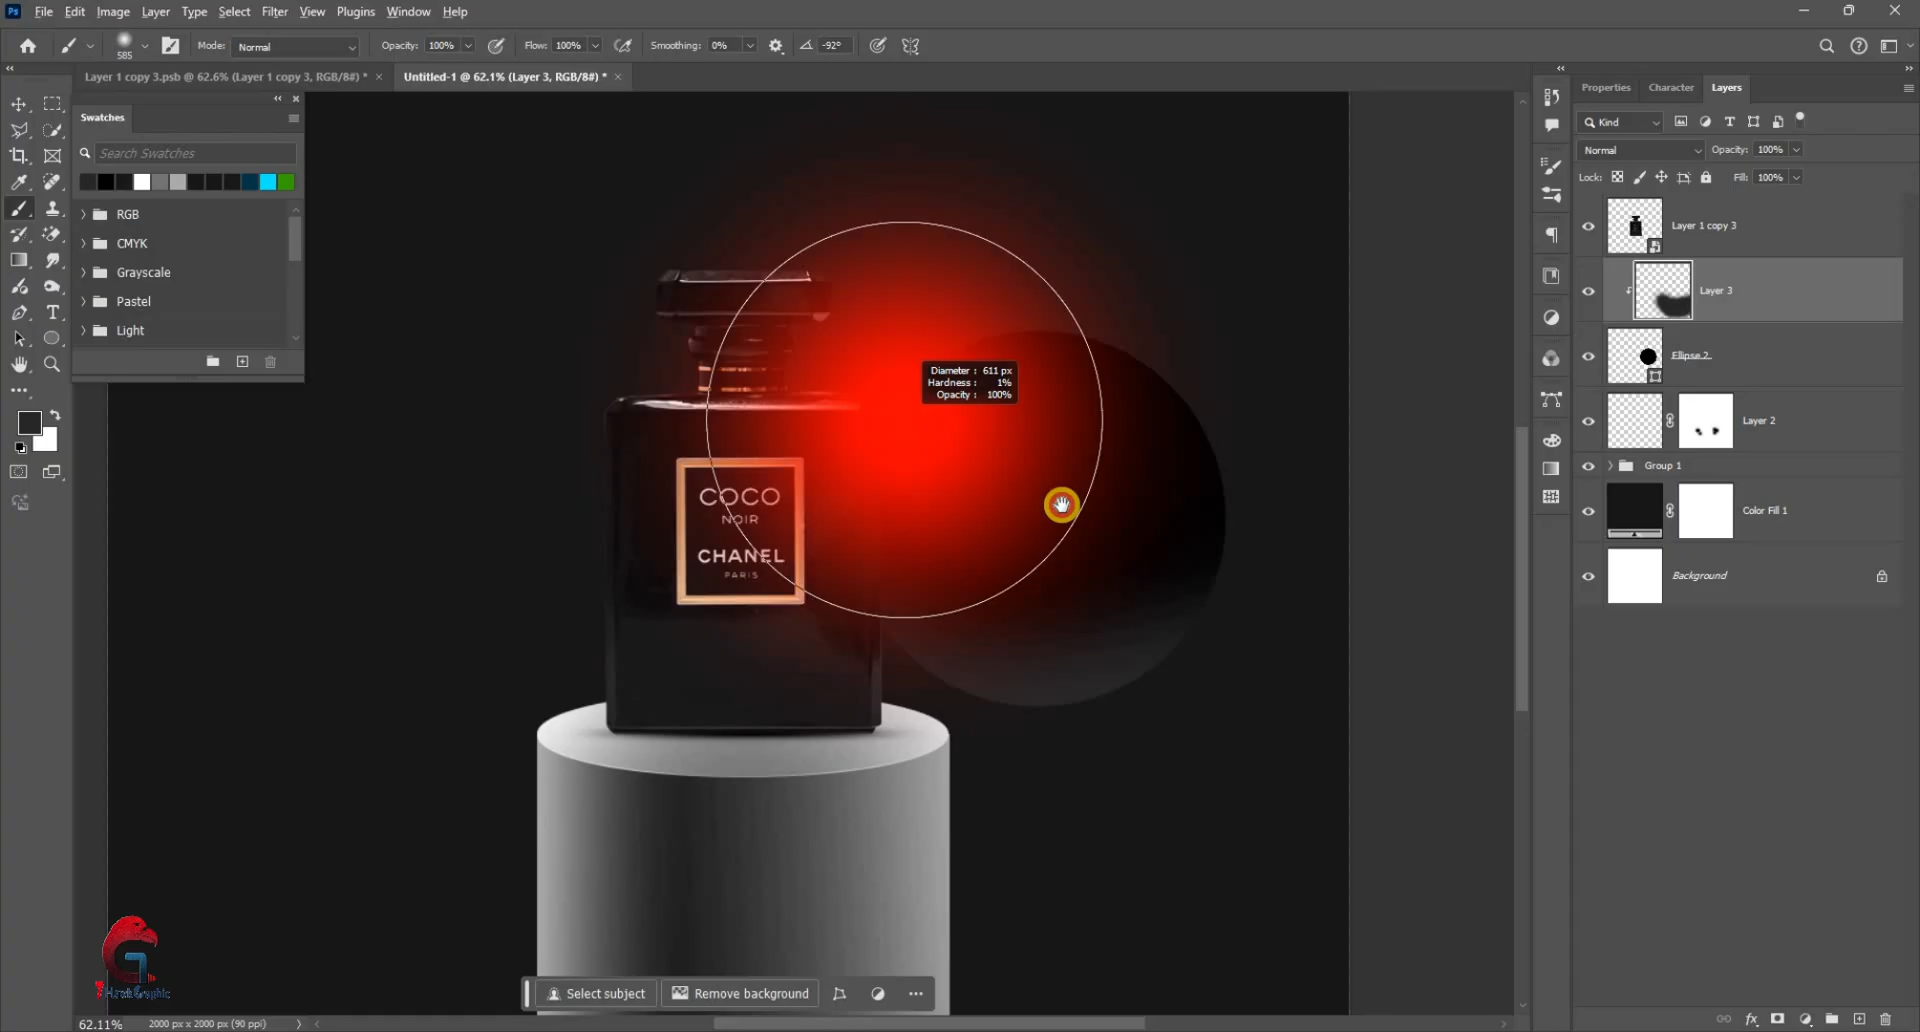 Ps File Edit Image Layer Type Select Filter View Plugins Window Help
585 Mode: Normal Opacity: 100% Flow: 100% Smoothing: 0% -92°
Layer 1 copy 3.psb @ 62.6% (Layer 1 copy 3, RGB/8#) * ×
Untitled-1 @ 62.1% (Layer 3, RGB/8#) * ×
Swatches
Search Swatches
RGB
CMYK
Grayscale
Pastel
Light
Diameter : 611 px
Hardness : 1%
Opacity : 100%
COCO
NOIR
CHANEL
PARIS
Select subject Remove background
62.11% 2000 px x 2000 px (90 ppi)
Properties Character Layers
Kind
Normal Opacity: 100%
Lock: Fill: 100%
Layer 1 copy 3
Layer 3
Ellipse 2
Layer 2
Group 1
Color Fill 1
Background
fx